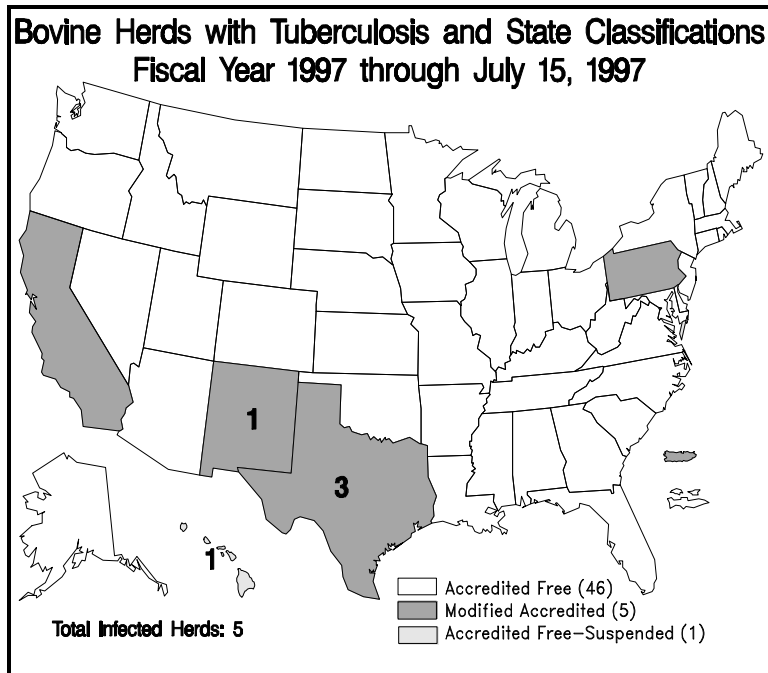 Bovine Herds with Tuberculosis and State Classifications
Fiscal Year 1997 through July 15, 1997
1
3
1
Accredited Free (46)
Modified Accredited (5)
Accredited Free-Suspended (1)
Total Infected Herds: 5